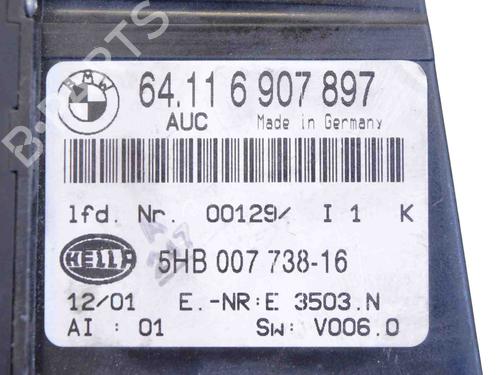 BMW
64.11 6 907 897
AUC Made in Germany
lfd. Nr. 00129/ I 1 K
HELLA 5HB 007 738-16
12/01 E.-NR:E 3503.N
AI : 01 Sw: V006.0
B-PARTS